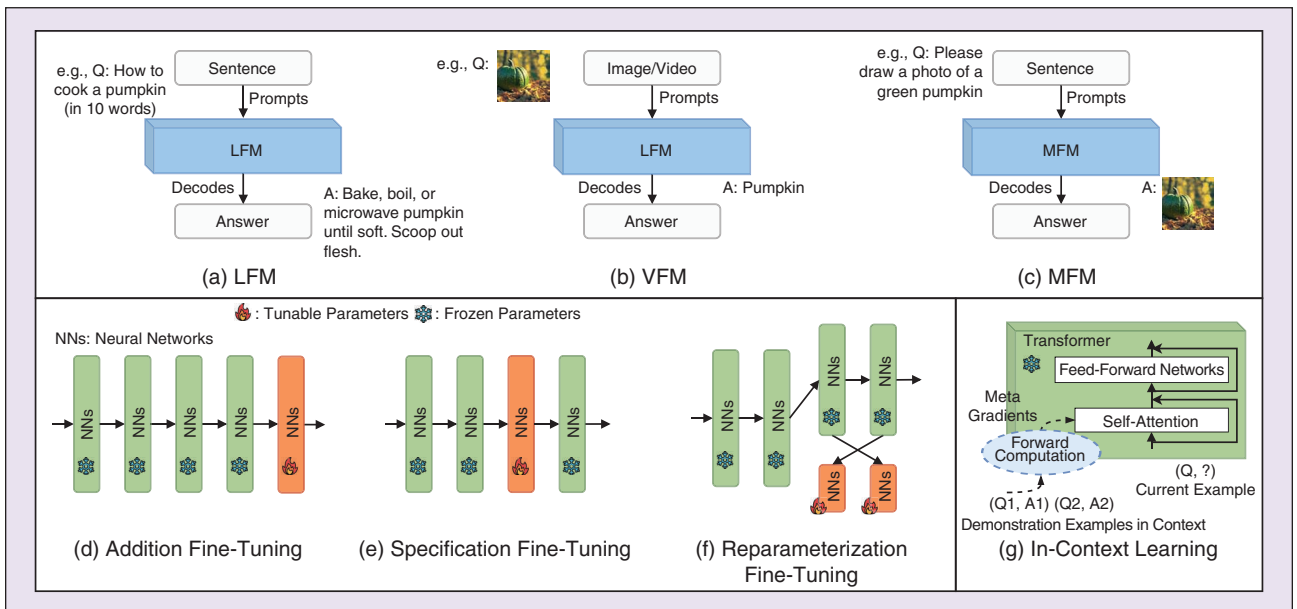 e.g., Q: How to
cook a pumpkin
(in 10 words)
Sentence
Prompts
LFM
Decodes
Answer
A: Bake, boil, or
microwave pumpkin
until soft. Scoop out
flesh.
(a) LFM
e.g., Q:
Image/Video
Prompts
LFM
Decodes
Answer
A: Pumpkin
(b) VFM
e.g., Q: Please
draw a photo of a
green pumpkin
Sentence
Prompts
MFM
Decodes
Answer
A:
(c) MFM
: Tunable Parameters : Frozen Parameters
NNs: Neural Networks
NNs
NNs
NNs
NNs
NNs
(d) Addition Fine-Tuning
NNs
NNs
NNs
NNs
(e) Specification Fine-Tuning
NNs
NNs
NNs
NNs
NNs
NNs
(f) Reparameterization
Fine-Tuning
Transformer
Feed-Forward Networks
Meta
Gradients
Self-Attention
Forward
Computation
(Q, ?)
Current Example
(Q1, A1) (Q2, A2)
Demonstration Examples in Context
(g) In-Context Learning